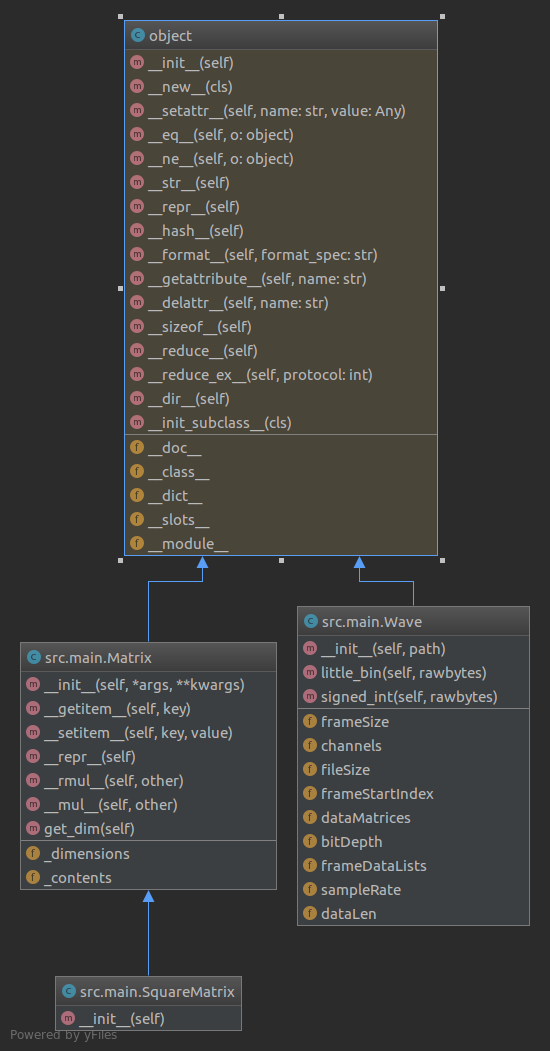 object
__init__(self)
__new__(cls)
__setattr__(self, name: str, value: Any)
__eq__(self, o: object)
__ne__(self, o: object)
__str__(self)
__repr__(self)
__hash__(self)
__format__(self, format_spec: str)
__getattribute__(self, name: str)
__delattr__(self, name: str)
__sizeof__(self)
__reduce__(self)
__reduce_ex__(self, protocol: int)
__dir__(self)
__init_subclass__(cls)
__doc__
__class__
__dict__
__slots__
__module__
src.main.Matrix
__init__(self, *args, **kwargs)
__getitem__(self, key)
__setitem__(self, key, value)
__repr__(self)
__rmul__(self, other)
__mul__(self, other)
get_dim(self)
_dimensions
_contents
src.main.Wave
__init__(self, path)
little_bin(self, rawbytes)
signed_int(self, rawbytes)
frameSize
channels
fileSize
frameStartIndex
dataMatrices
bitDepth
frameDataLists
sampleRate
dataLen
src.main.SquareMatrix
__init__(self)
Powered by yFiles